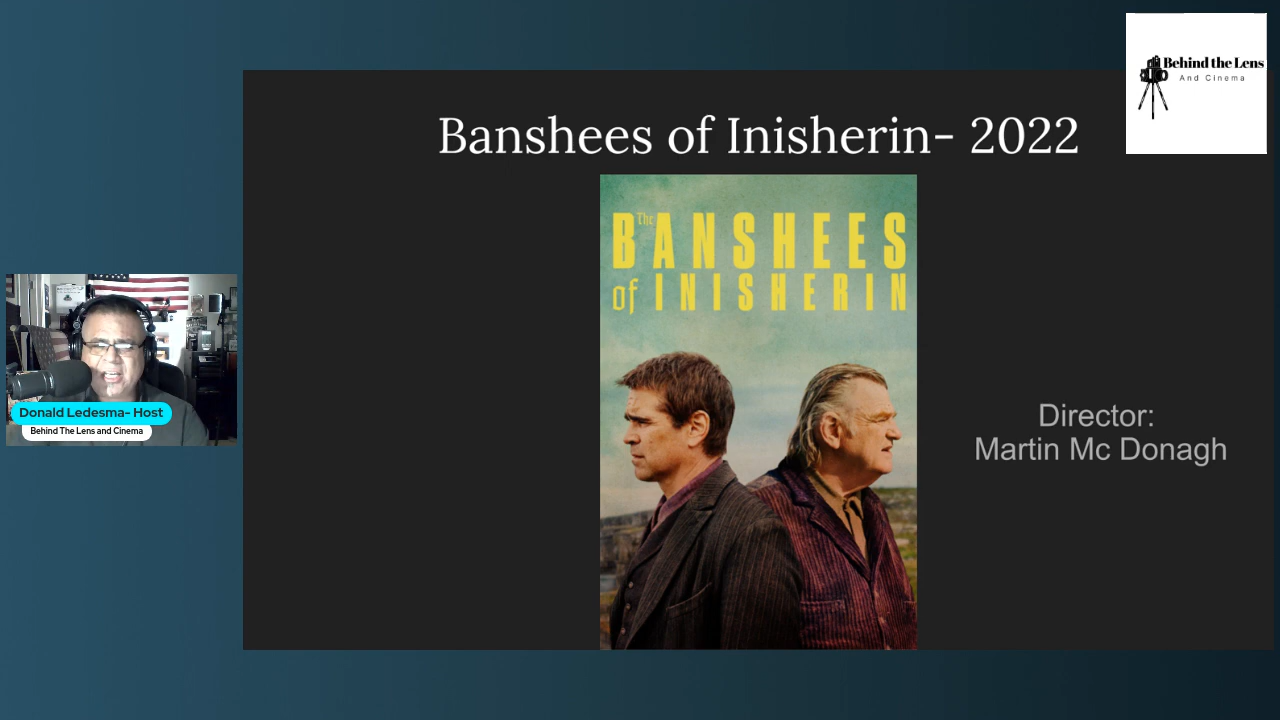 Behind the Lens
And Cinema
Banshees of Inisherin- 2022
The
BANSHEES
of INISHERIN
Director:
Martin Mc Donagh
Donald Ledesma- Host
Behind The Lens and Cinema